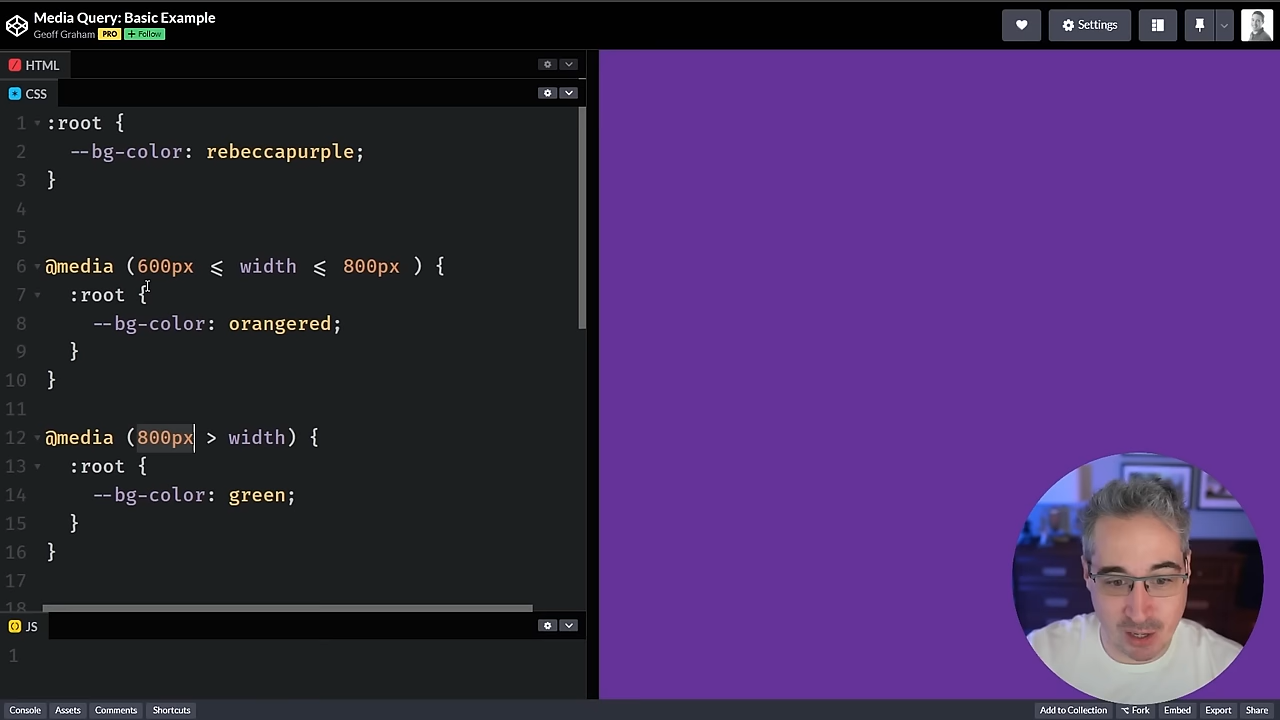 Media Query: Basic Example
Geoff Graham PRO + Follow
Settings
HTML
CSS
1 :root {
2 --bg-color: rebeccapurple;
3 }
4
5
6 @media (600px ⩽ width ⩽ 800px ) {
7 :root {
8 --bg-color: orangered;
9 }
10 }
11
12 @media (800px > width) {
13 :root {
14 --bg-color: green;
15 }
16 }
17
18
JS
1
Console Assets Comments Shortcuts Add to Collection Fork Embed Export Share